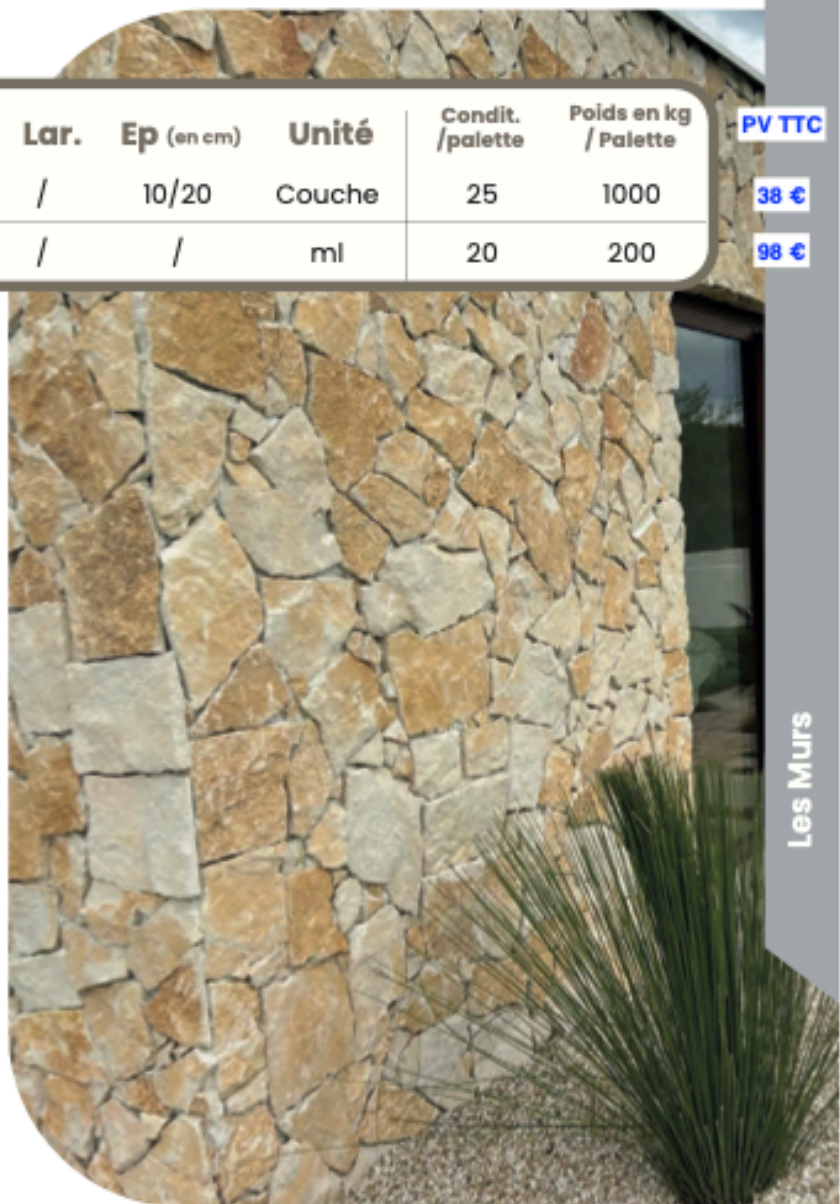 Lar. Ep (en cm) Unité Condit. /palette Poids en kg / Palette PV TTC
/ 10/20 Couche 25 1000 38 €
/ / ml 20 200 98 €
Les Murs